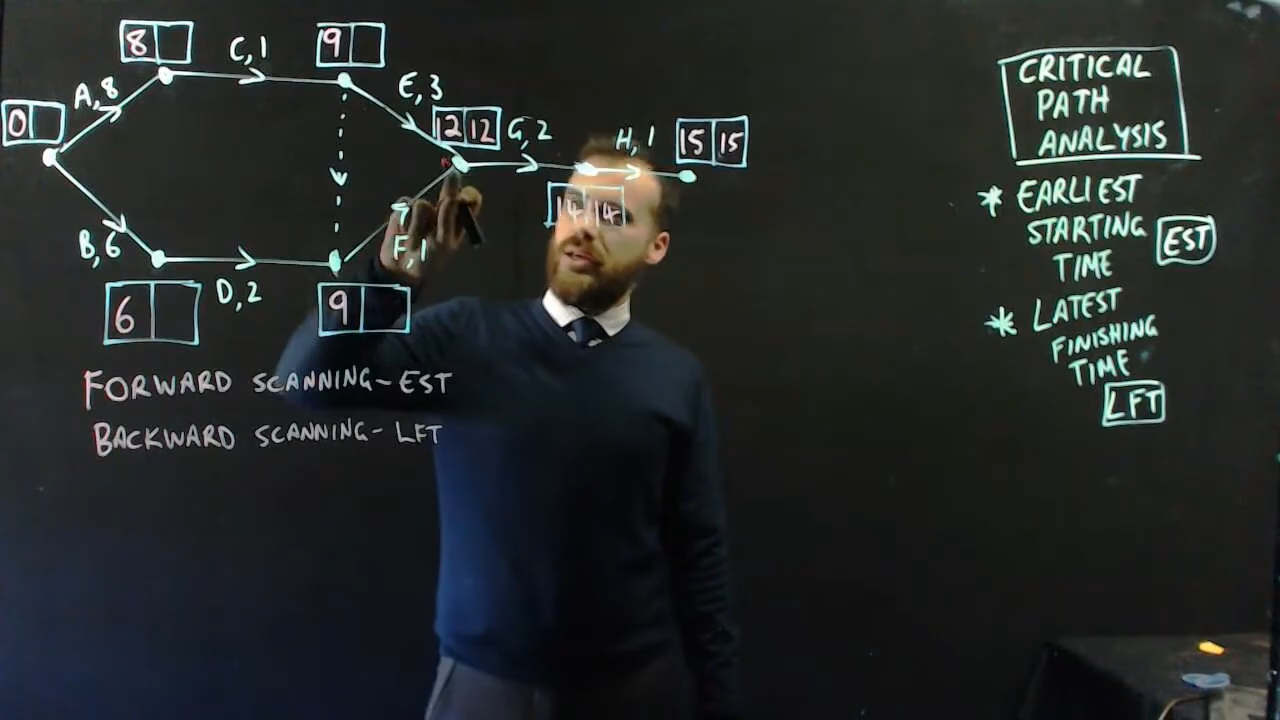 8
C,1
9
A,8
E,3
0
12 12
G,2
H,1
15 15
14 14
B,6
F,1
D,2
6
9
FORWARD SCANNING-EST
BACKWARD SCANNING-LFT
CRITICAL
PATH
ANALYSIS
* EARLIEST
STARTING
TIME
EST
* LATEST
FINISHING
TIME
LFT